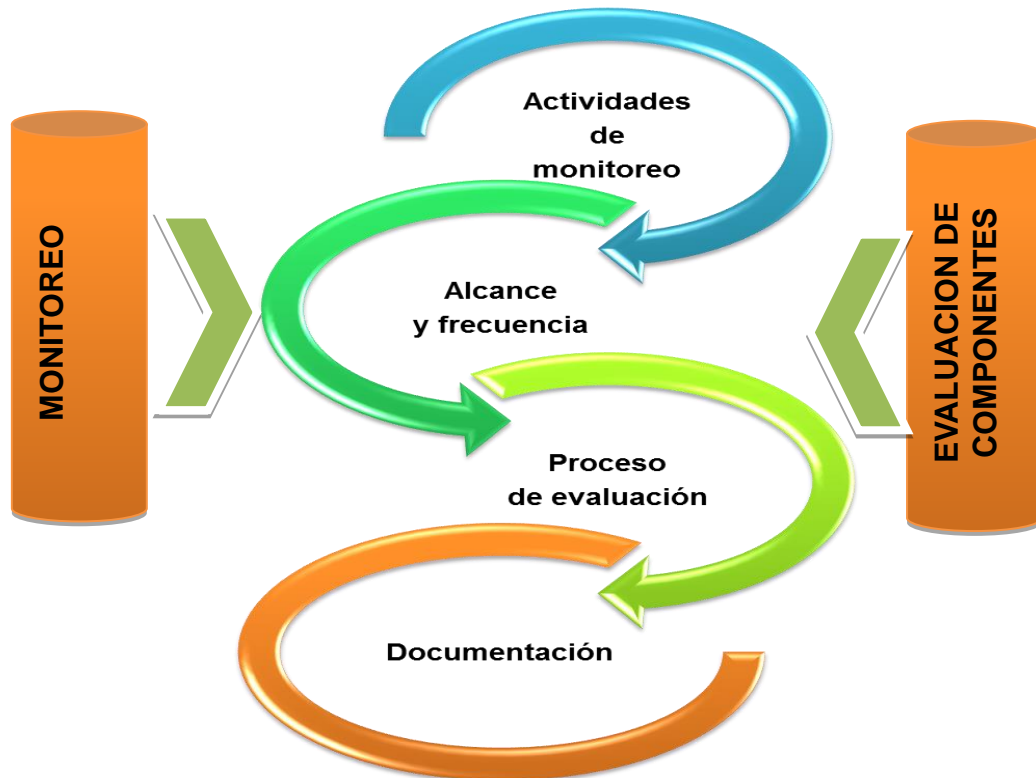 MONITOREO
Actividades
de
monitoreo
Alcance
y frecuencia
Proceso
de evaluación
Documentación
EVALUACION DE
COMPONENTES